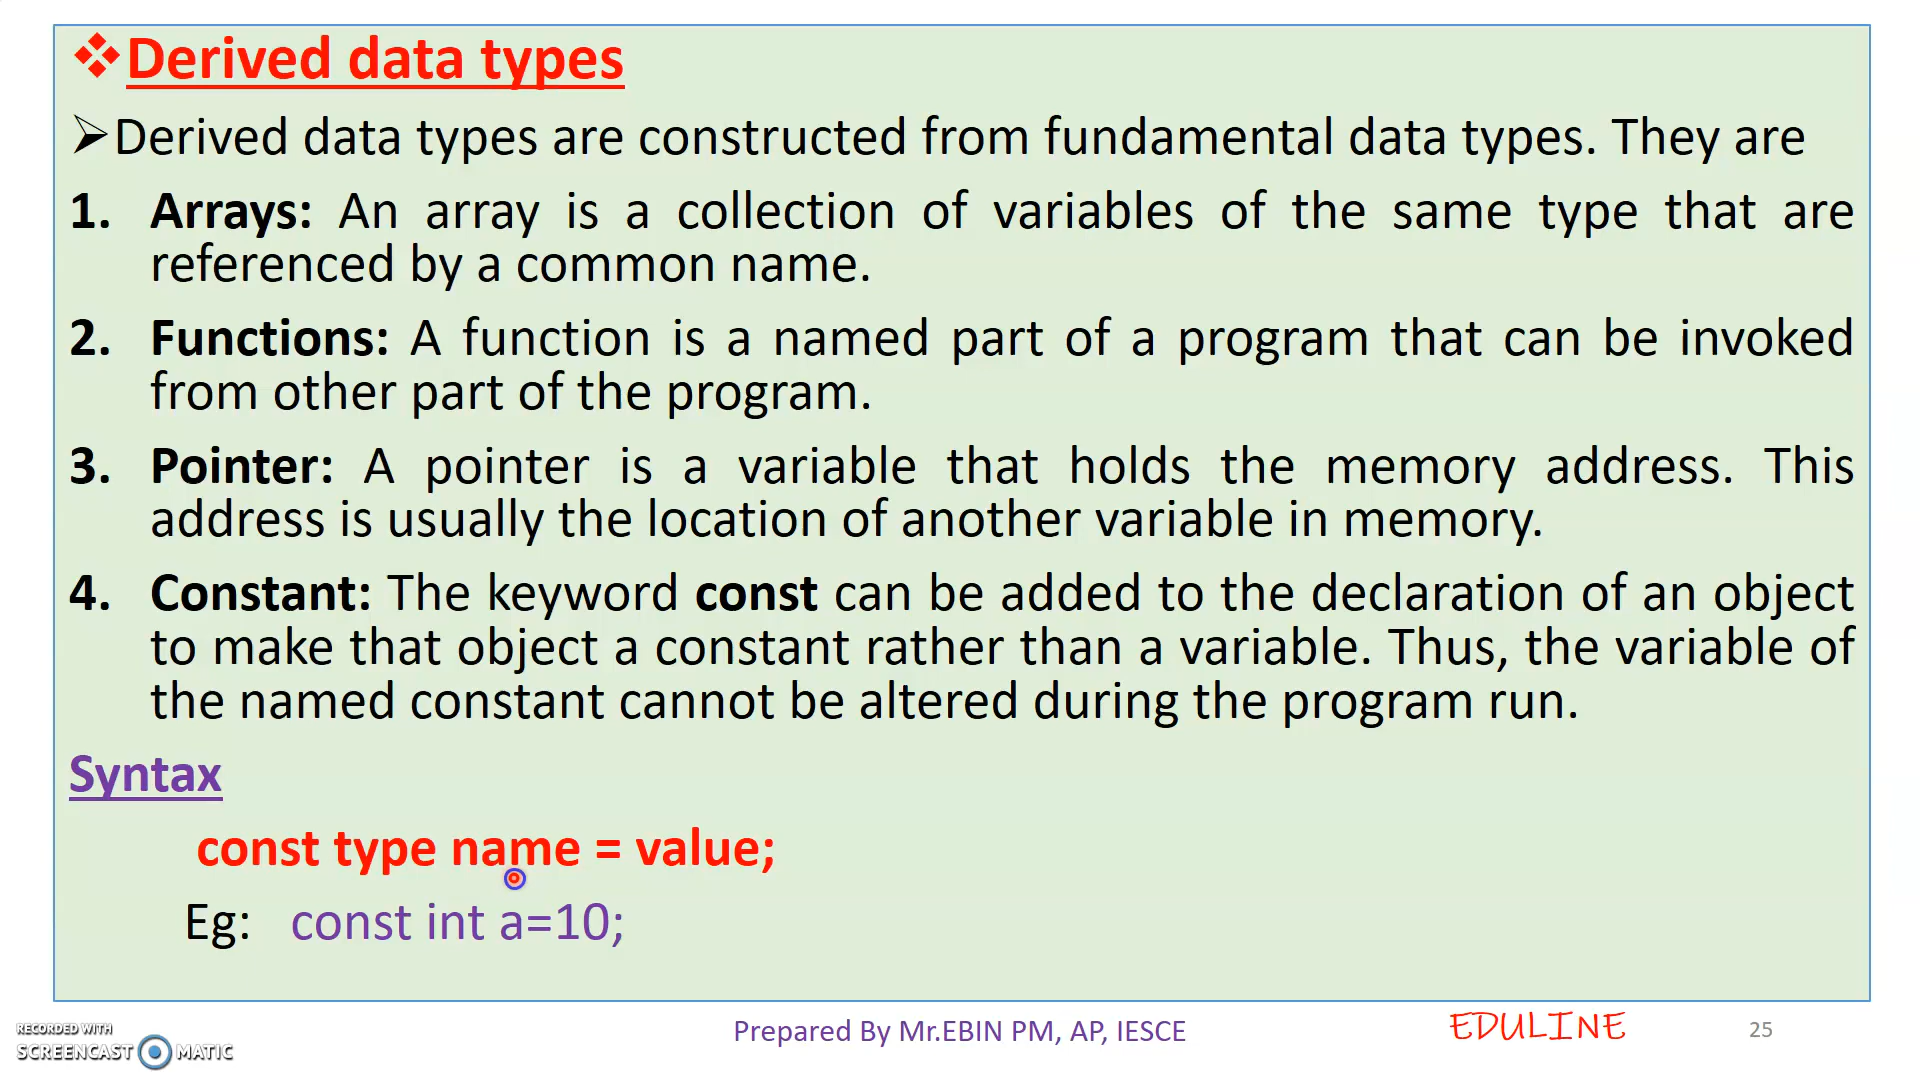 Derived data types
Derived data types are constructed from fundamental data types. They are
1. Arrays: An array is a collection of variables of the same type that are
referenced by a common name.
2. Functions: A function is a named part of a program that can be invoked
from other part of the program.
3. Pointer: A pointer is a variable that holds the memory address. This
address is usually the location of another variable in memory.
4. Constant: The keyword const can be added to the declaration of an object
to make that object a constant rather than a variable. Thus, the variable of
the named constant cannot be altered during the program run.
Syntax
const type name = value;
Eg: const int a=10;
RECORDED WITH
SCREENCAST MATIC
Prepared By Mr.EBIN PM, AP, IESCE
EDULINE
25